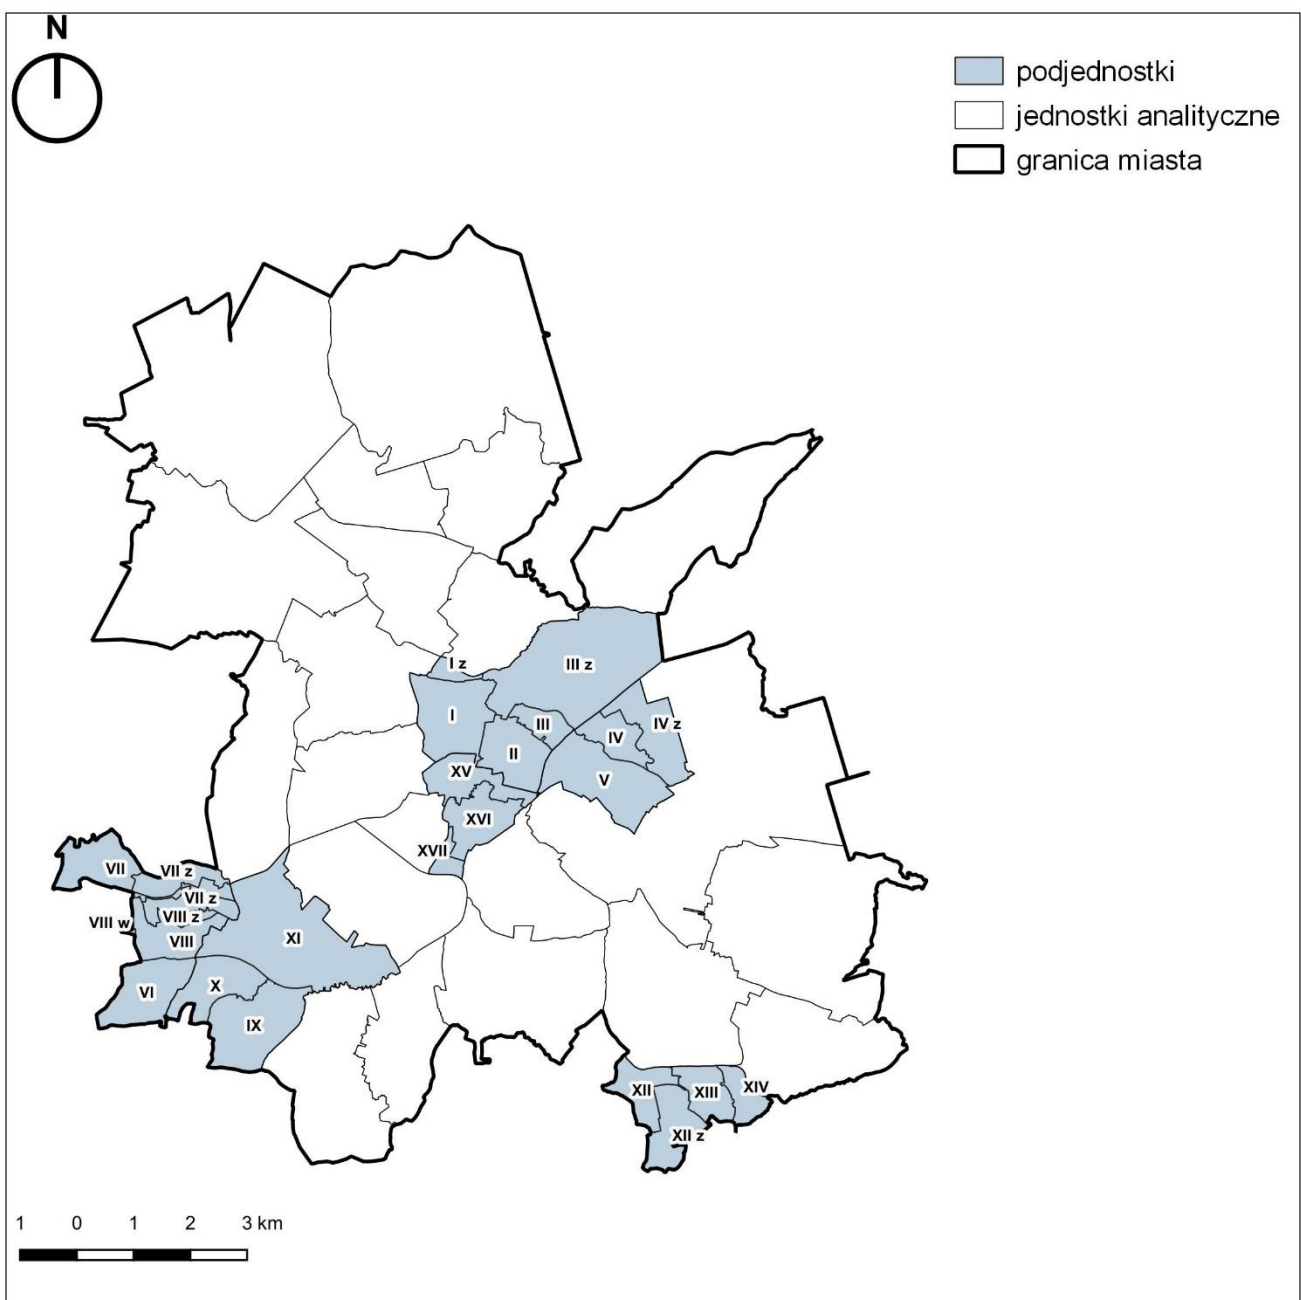 N
podjednostki
jednostki analityczne
granica miasta
I z
III z
I
III
IV z
IV
II
XV
V
XVI
XVII
VII
VII z
VII z
VIII w
VIII z
VIII
XI
X
VI
IX
XII
XIII
XIV
XII z
1 0 1 2 3 km